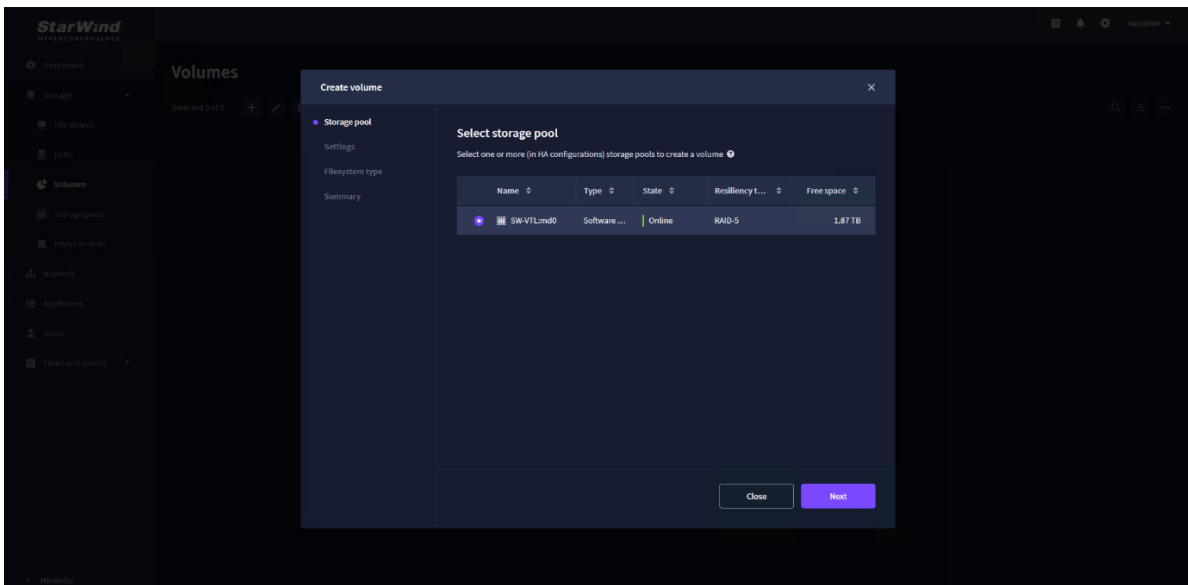 StarWind
HYPERCONVERGENCE
swadmin
Dashboard
Storage
File shares
LUNs
Volumes
Storage pools
Physical disks
Network
Appliances
Users
Tasks and events
Minimize
Volumes
Selected 0 of 0
Create volume
Storage pool
Settings
Filesystem type
Summary
Select storage pool
Select one or more (in HA configurations) storage pools to create a volume
Name Type State Resiliency t... Free space
SW-VTL:md0 Software ... Online RAID-5 1.87 TB
Close Next